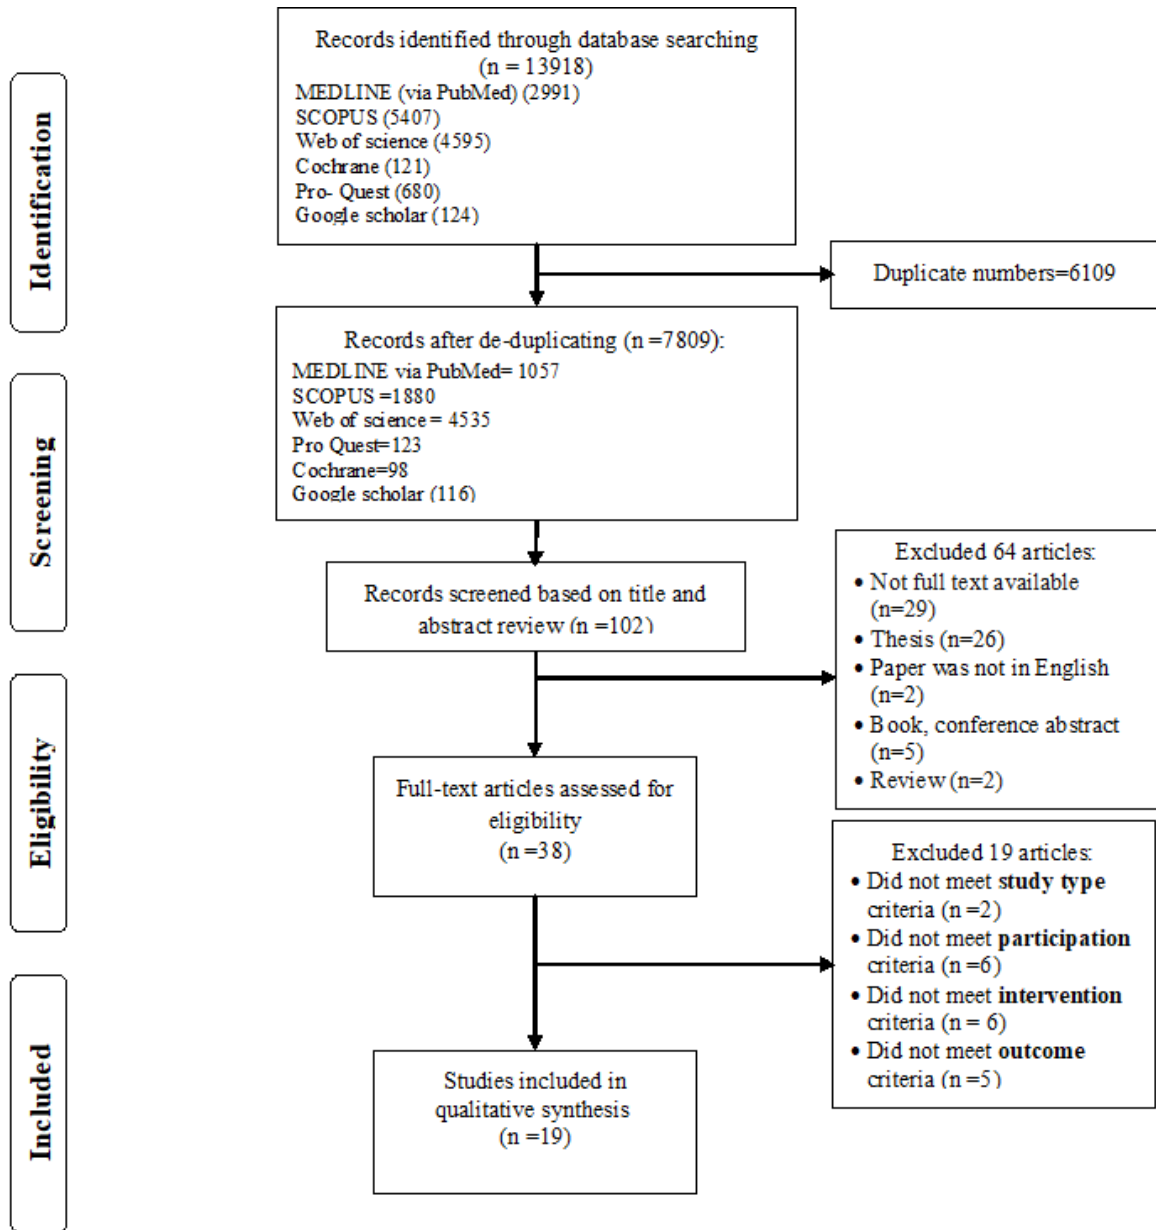 Identification
Records identified through database searching
(n = 13918)
MEDLINE (via PubMed) (2991)
SCOPUS (5407)
Web of science (4595)
Cochrane (121)
Pro- Quest (680)
Google scholar (124)
Duplicate numbers=6109
Records after de-duplicating (n =7809):
MEDLINE via PubMed= 1057
SCOPUS =1880
Web of science = 4535
Pro Quest=123
Cochrane=98
Google scholar (116)
Screening
Records screened based on title and
abstract review (n =102)
Excluded 64 articles:
• Not full text available
(n=29)
• Thesis (n=26)
• Paper was not in English
(n=2)
• Book, conference abstract
(n=5)
• Review (n=2)
Eligibility
Full-text articles assessed for
eligibility
(n =38)
Excluded 19 articles:
• Did not meet study type
criteria (n =2)
• Did not meet participation
criteria (n =6)
• Did not meet intervention
criteria (n = 6)
• Did not meet outcome
criteria (n =5)
Included
Studies included in
qualitative synthesis
(n =19)